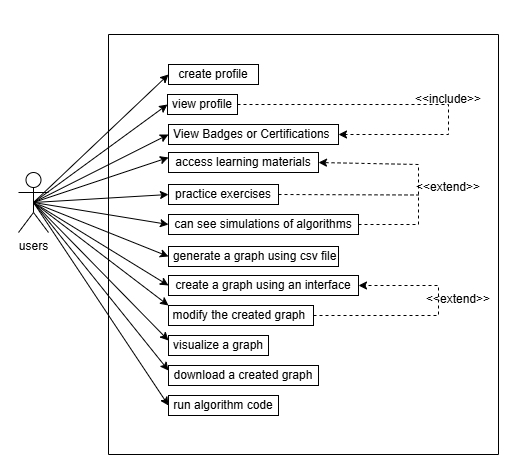 create profile
view profile
<<include>>
View Badges or Certifications
access learning materials
practice exercises
<<extend>>
can see simulations of algorithms
users
generate a graph using csv file
create a graph using an interface
<<extend>>
modify the created graph
visualize a graph
download a created graph
run algorithm code